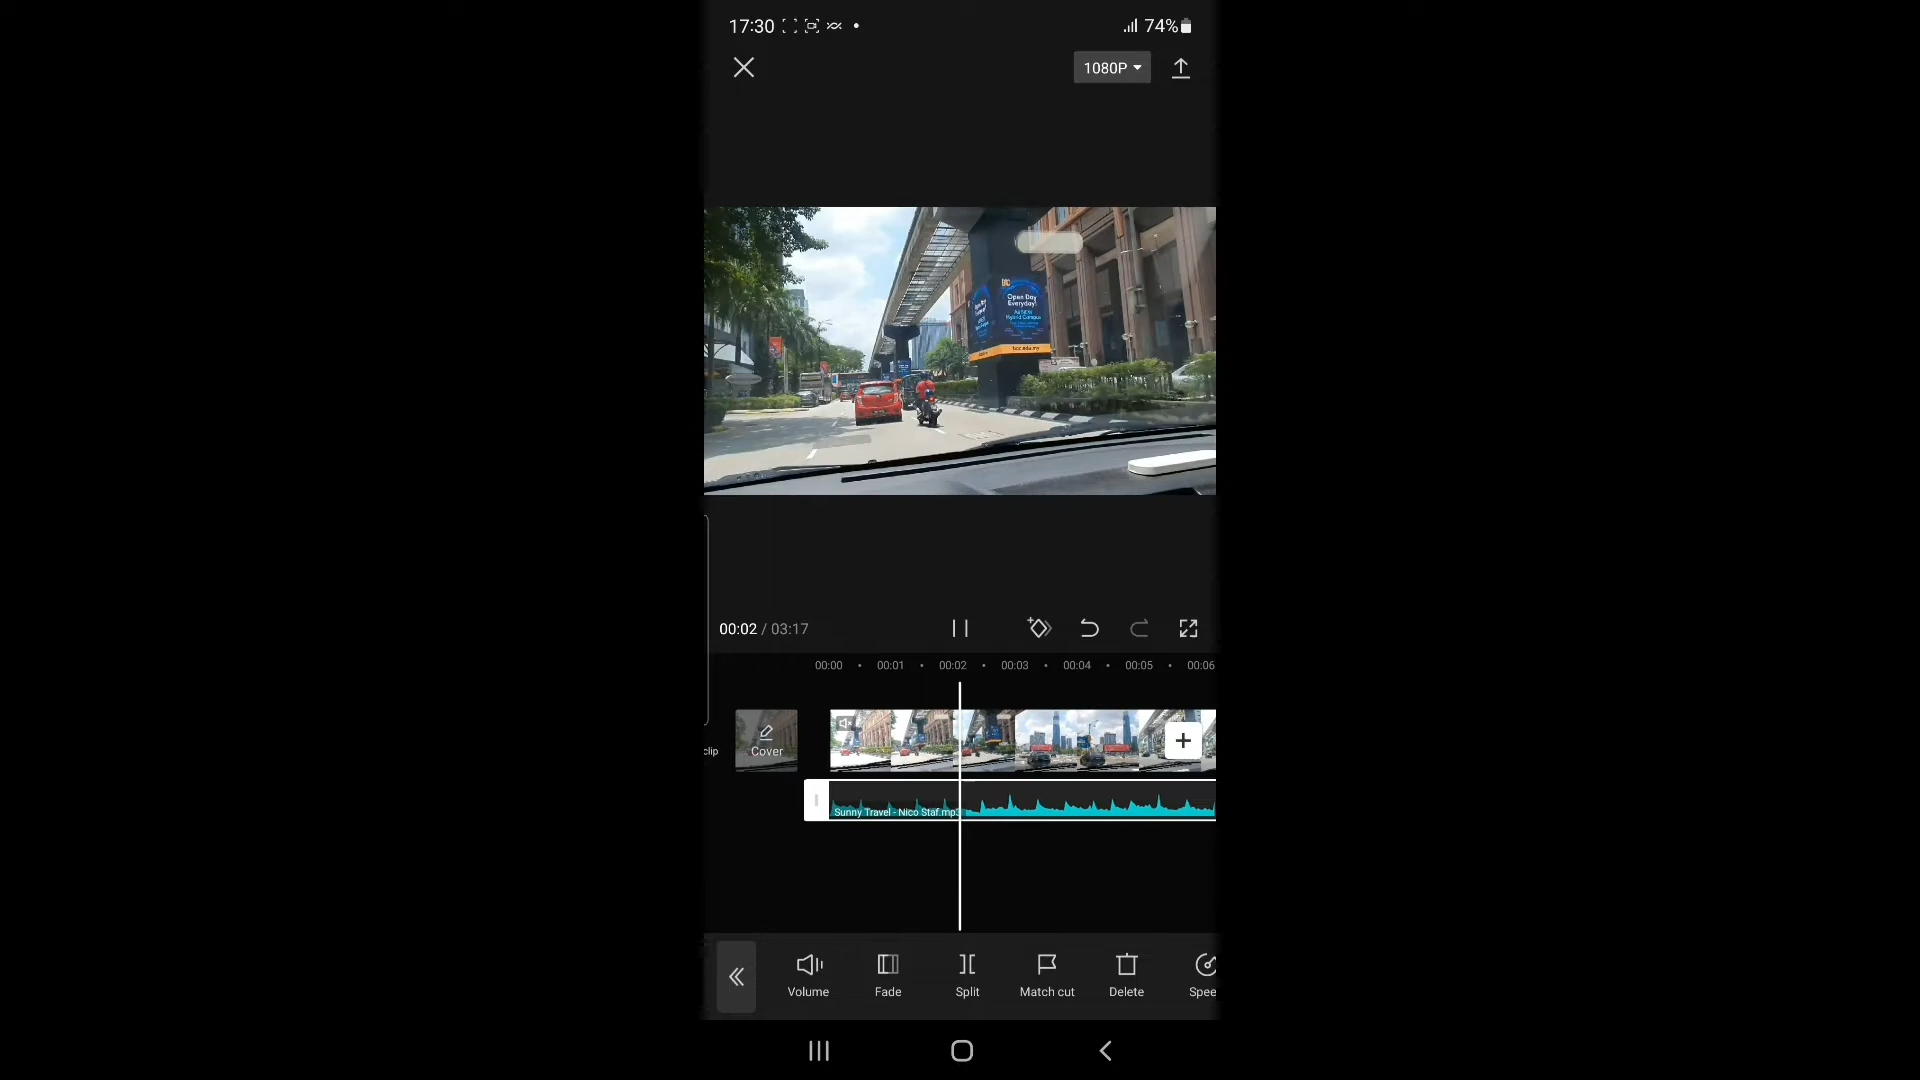 17:30
74%
1080P
Open Day
Everyday!
Hybrid Campus
00:02 / 03:17
00:00
00:01
00:02
00:03
00:04
00:05
00:06
clip
Cover
Sunny Travel - Nico Staf.mp3
Volume
Fade
Split
Match cut
Delete
Spee